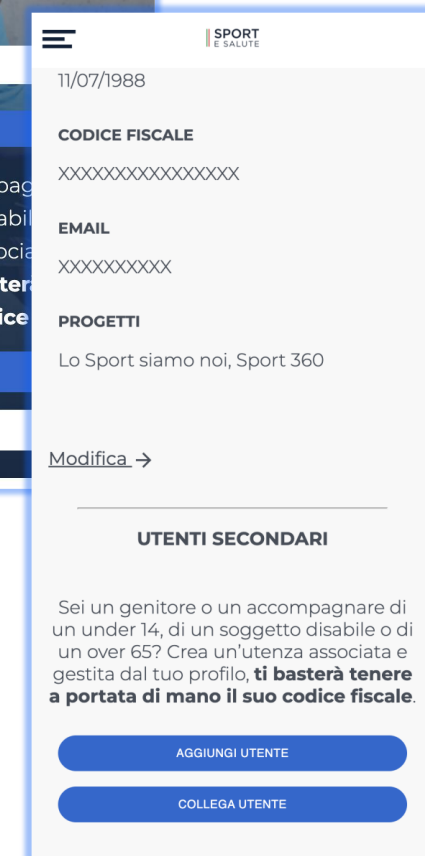 SPORT
E SALUTE
11/07/1988
CODICE FISCALE
XXXXXXXXXXXXXXXX
EMAIL
XXXXXXXXXX
PROGETTI
Lo Sport siamo noi, Sport 360
Modifica →
UTENTI SECONDARI
Sei un genitore o un accompagnare di
un under 14, di un soggetto disabile o di
un over 65? Crea un'utenza associata e
gestita dal tuo profilo, ti basterà tenere
a portata di mano il suo codice fiscale.
AGGIUNGI UTENTE
COLLEGA UTENTE